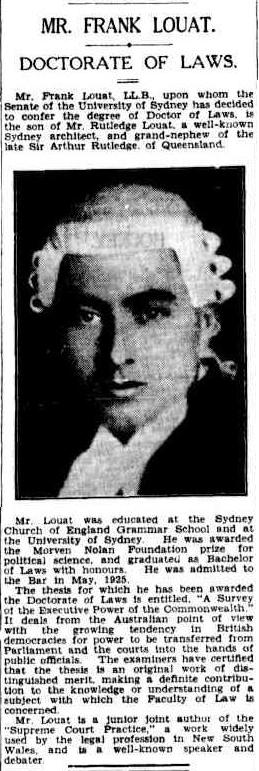 MR. FRANK LOUAT.
DOCTORATE OF LAWS.
Mr. Frank Louat, LL.B., upon whom the
Senate of the University of Sydney has decided
to confer the degree of Doctor of Laws, is
the son of Mr. Rutledge Louat, a well-known
Sydney architect, and grand-nephew of the
late Sir Arthur Rutledge, of Queensland.
Mr. Louat was educated at the Sydney
Church of England Grammar School and at
the University of Sydney. He was awarded
the Morven Nolan Foundation prize for
political science, and graduated as Bachelor
of Laws with honours. He was admitted to
the Bar in May, 1925.
The thesis for which he has been awarded
the Doctorate of Laws is entitled, "A Survey
of the Executive Power of the Commonwealth."
It deals from the Australian point of view
with the growing tendency in British
democracies for power to be transferred from
Parliament and the courts into the hands of
public officials. The examiners have certified
that the thesis is an original work of dis-
tinguished merit, making a definite contribu-
tion to the knowledge or understanding of a
subject with which the Faculty of Law is
concerned.
Mr. Louat is a junior joint author of the
"Supreme Court Practice," a work widely
used by the legal profession in New South
Wales, and is a well-known speaker and
debater.